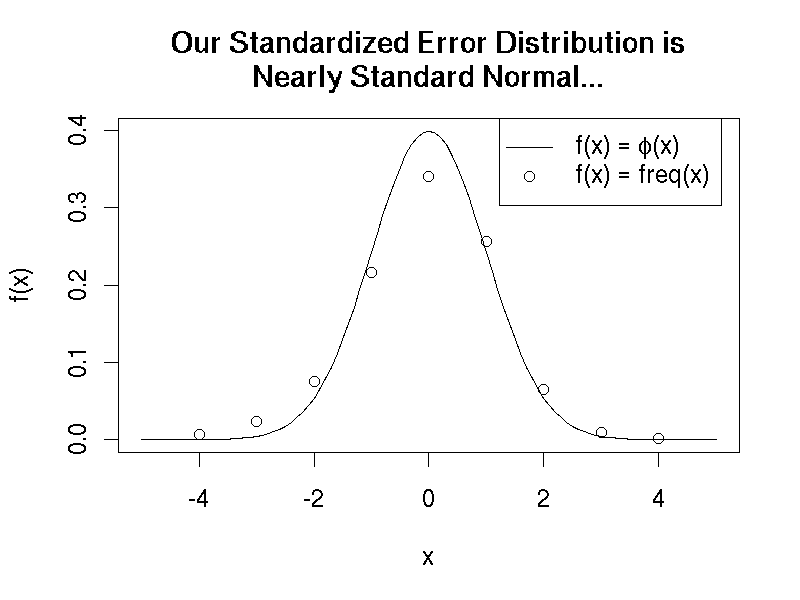 Our Standardized Error Distribution is
Nearly Standard Normal...
f(x) = ϕ(x)
f(x) = freq(x)
f(x)
0.4
0.3
0.2
0.1
0.0
-4
-2
0
2
4
x